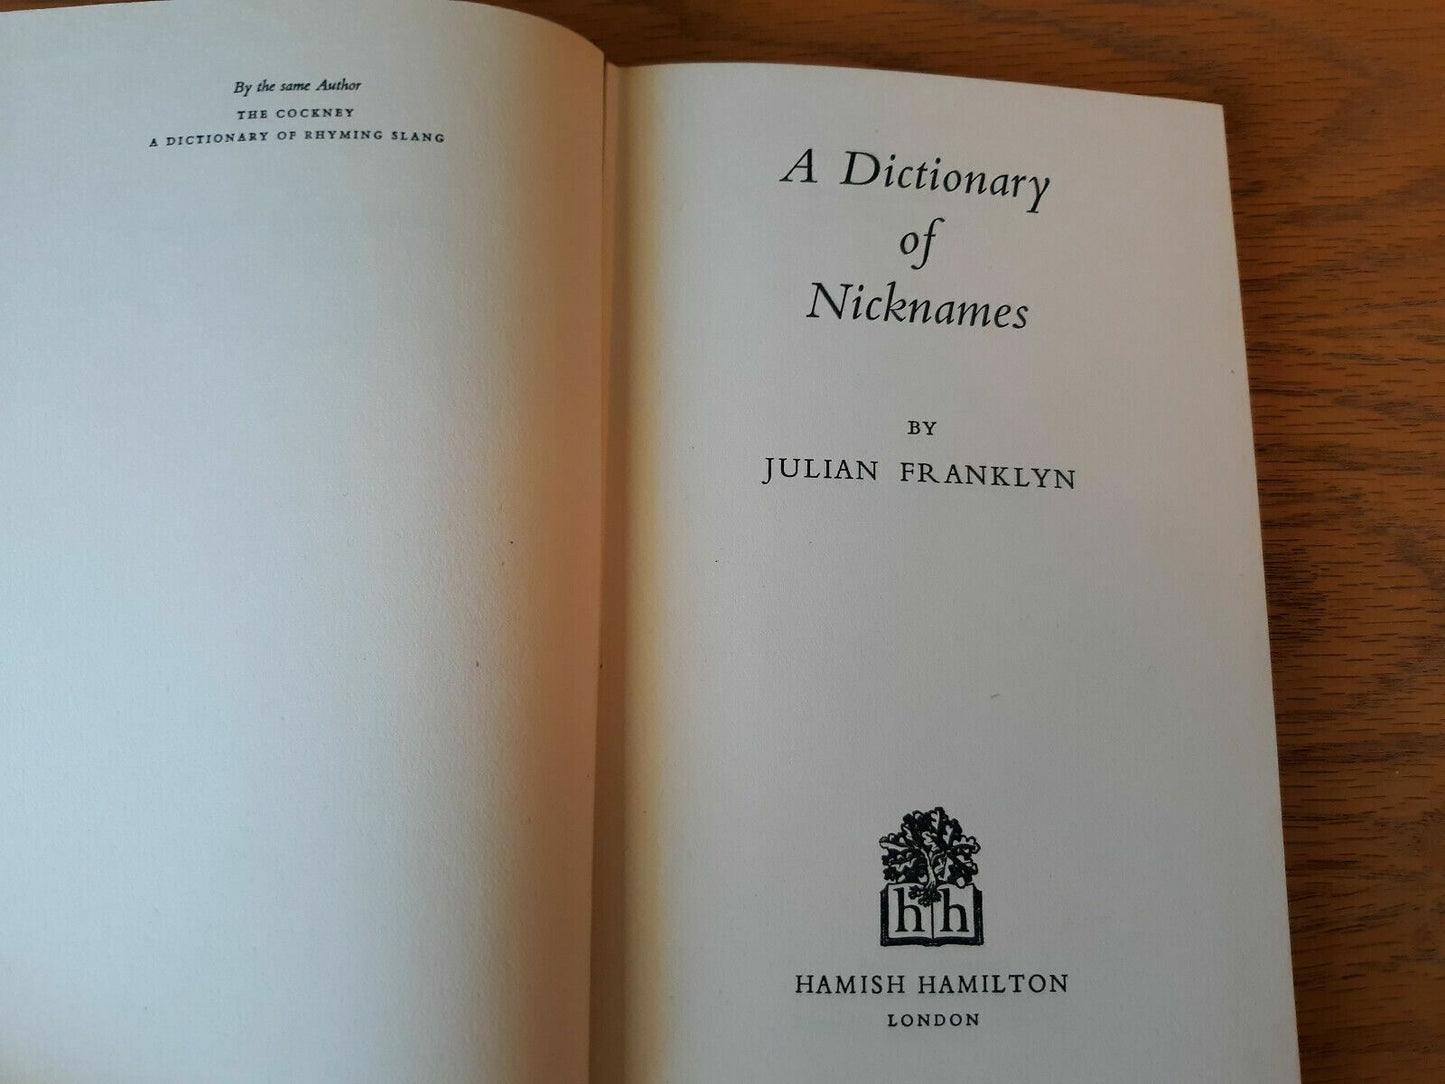 By the same Author
THE COCKNEY
A DICTIONARY OF RHYMING SLANG
A Dictionary
of
Nicknames
BY
JULIAN FRANKLYN
h h
HAMISH HAMILTON
LONDON